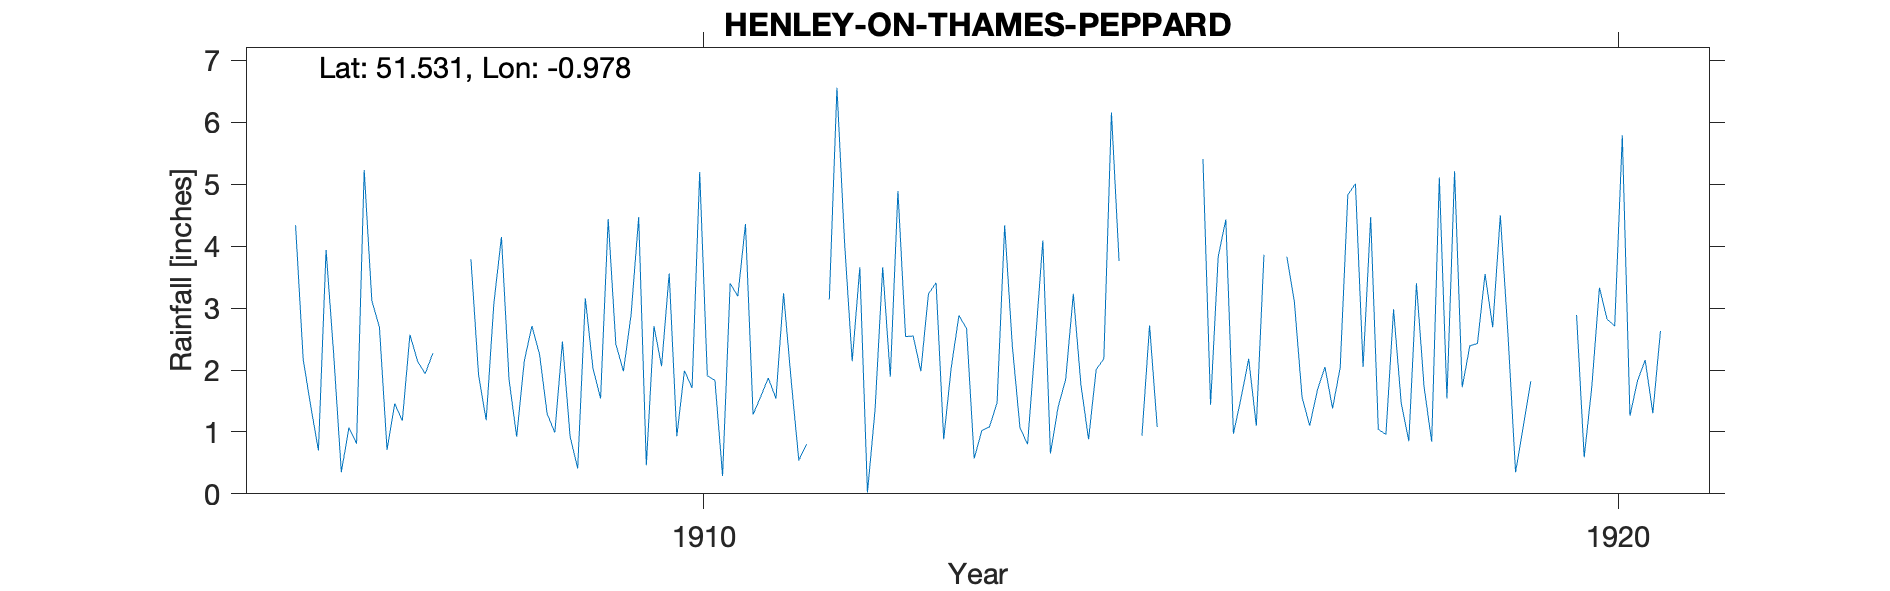 HENLEY-ON-THAMES-PEPPARD
Lat: 51.531, Lon: -0.978
7
6
5
4
3
2
1
0
Rainfall [inches]
1910
1920
Year